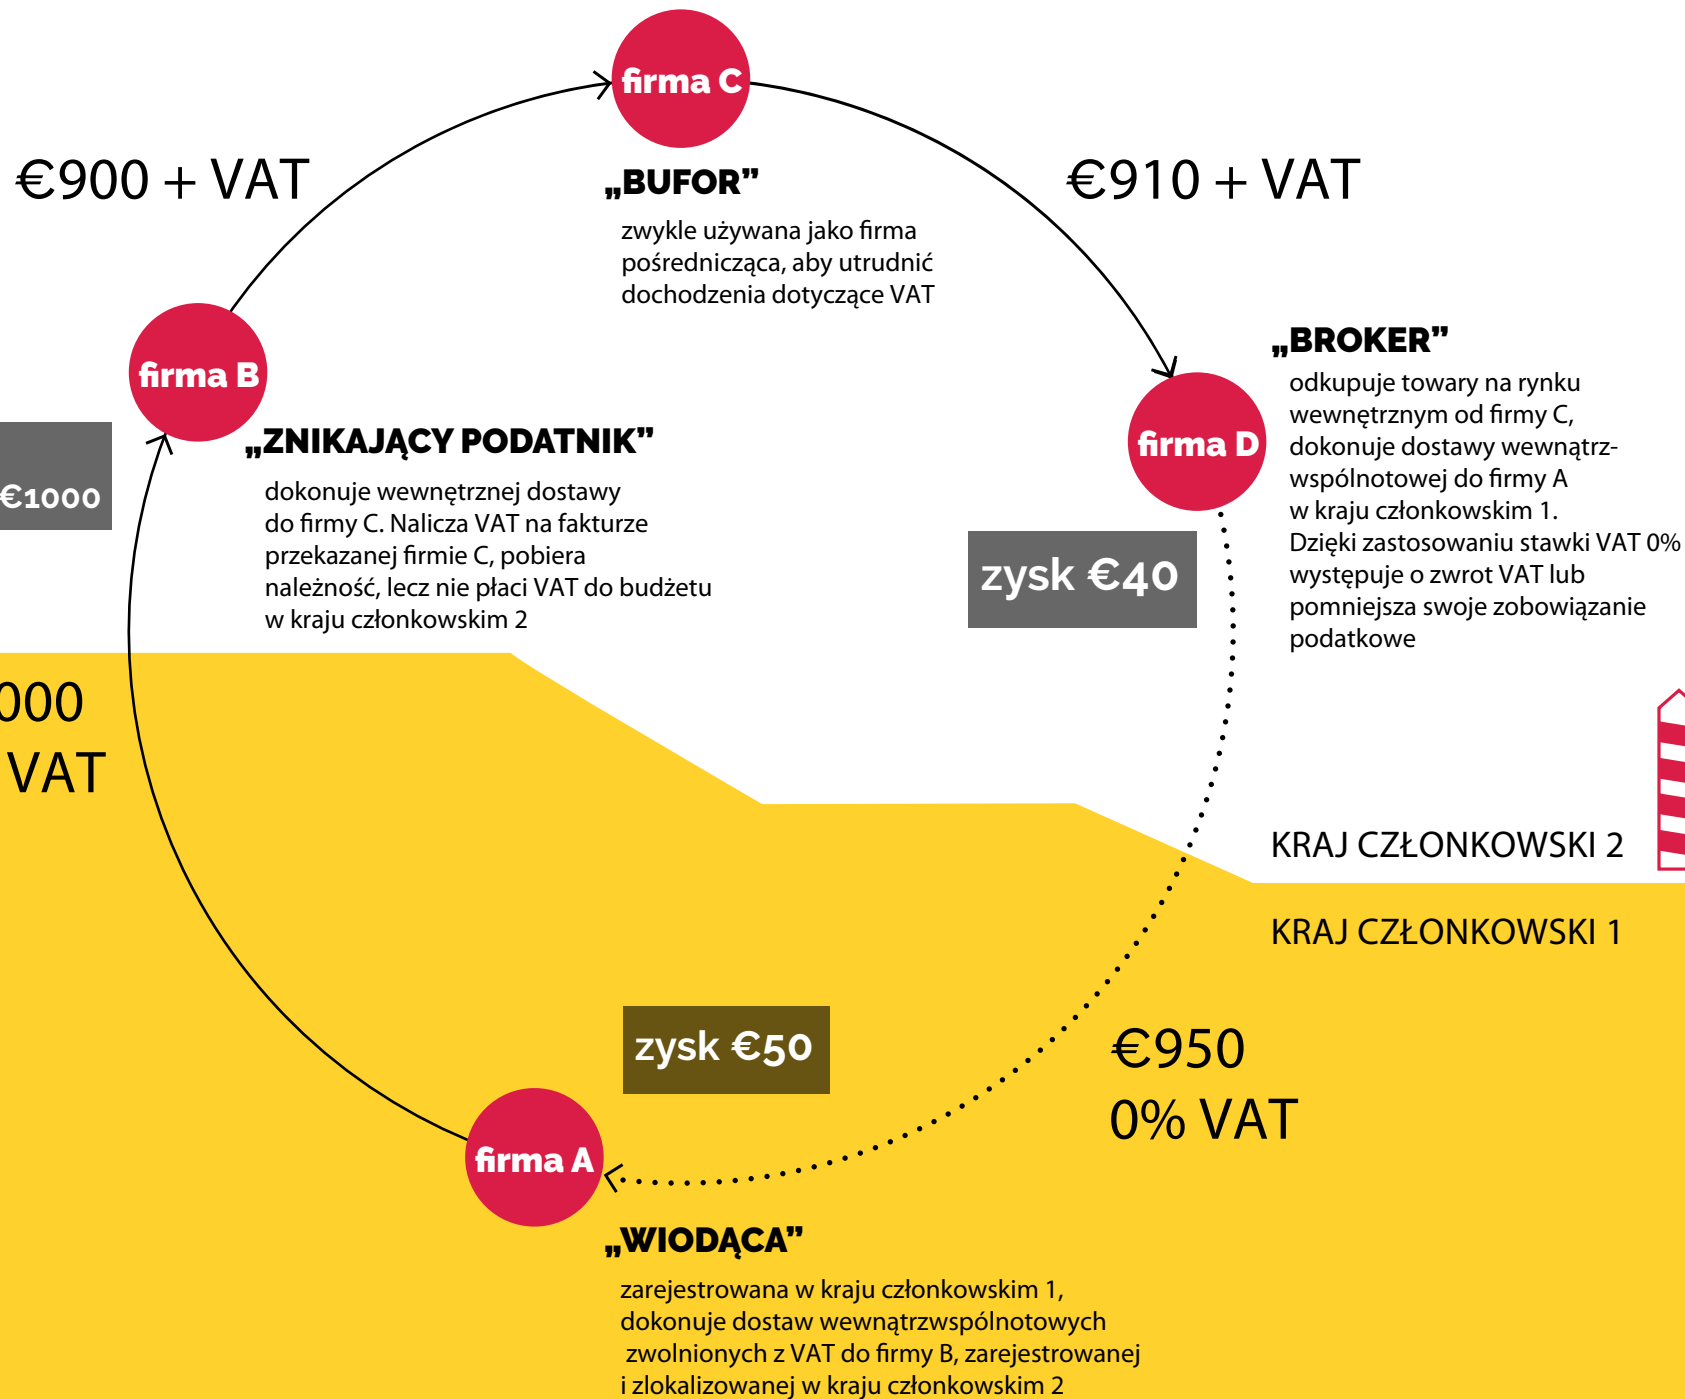 firma C
€900 + VAT
„BUFOR”
zwykle używana jako firma
pośrednicząca, aby utrudnić
dochodzenia dotyczące VAT
€910 + VAT
firma B
„ZNIKAJĄCY PODATNIK”
dokonuje wewnętrznej dostawy
do firmy C. Nalicza VAT na fakturze
przekazanej firmie C, pobiera
należność, lecz nie płaci VAT do budżetu
w kraju członkowskim 2
€1000
„BROKER”
odkupuje towary na rynku
wewnętrznym od firmy C,
dokonuje dostawy wewnątrz-
wspólnotowej do firmy A
w kraju członkowskim 1.
Dzięki zastosowaniu stawki VAT 0%
występuje o zwrot VAT lub
pomniejsza swoje zobowiązanie
podatkowe
firma D
zysk €40
000
VAT
KRAJ CZŁONKOWSKI 2
KRAJ CZŁONKOWSKI 1
zysk €50
€950
0% VAT
firma A
„WIODĄCA”
zarejestrowana w kraju członkowskim 1,
dokonuje dostaw wewnątrzwspólnotowych
zwolnionych z VAT do firmy B, zarejestrowanej
i zlokalizowanej w kraju członkowskim 2